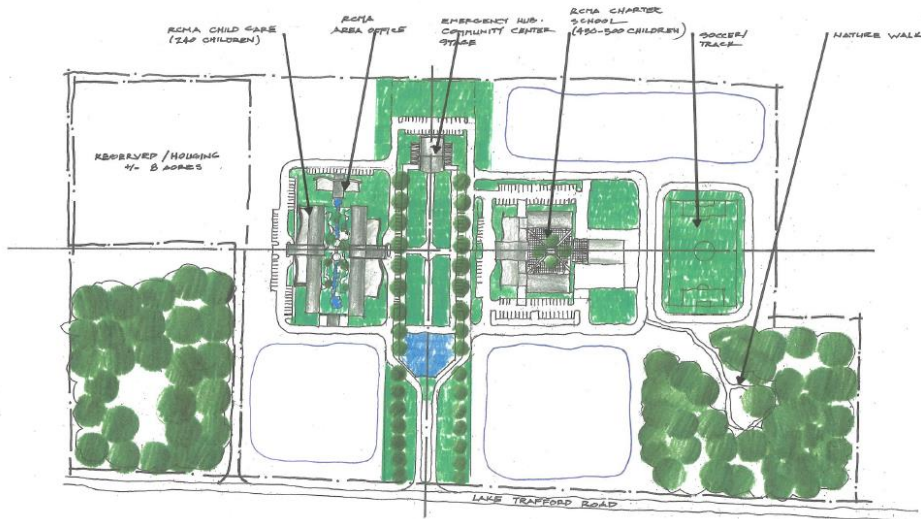 RCMA CHILD CARE
(240 CHILDREN)
RCMA
AREA OFFICE
EMERGENCY HUB.
COMMUNITY CENTER
STAGE
RCMA CHARTER
SCHOOL
(450-500 CHILDREN)
SOCCER/
TRACK
NATURE WALK
RESERVED/HOUSING
+/- 8 ACRES
LAKE TRAFFORD ROAD